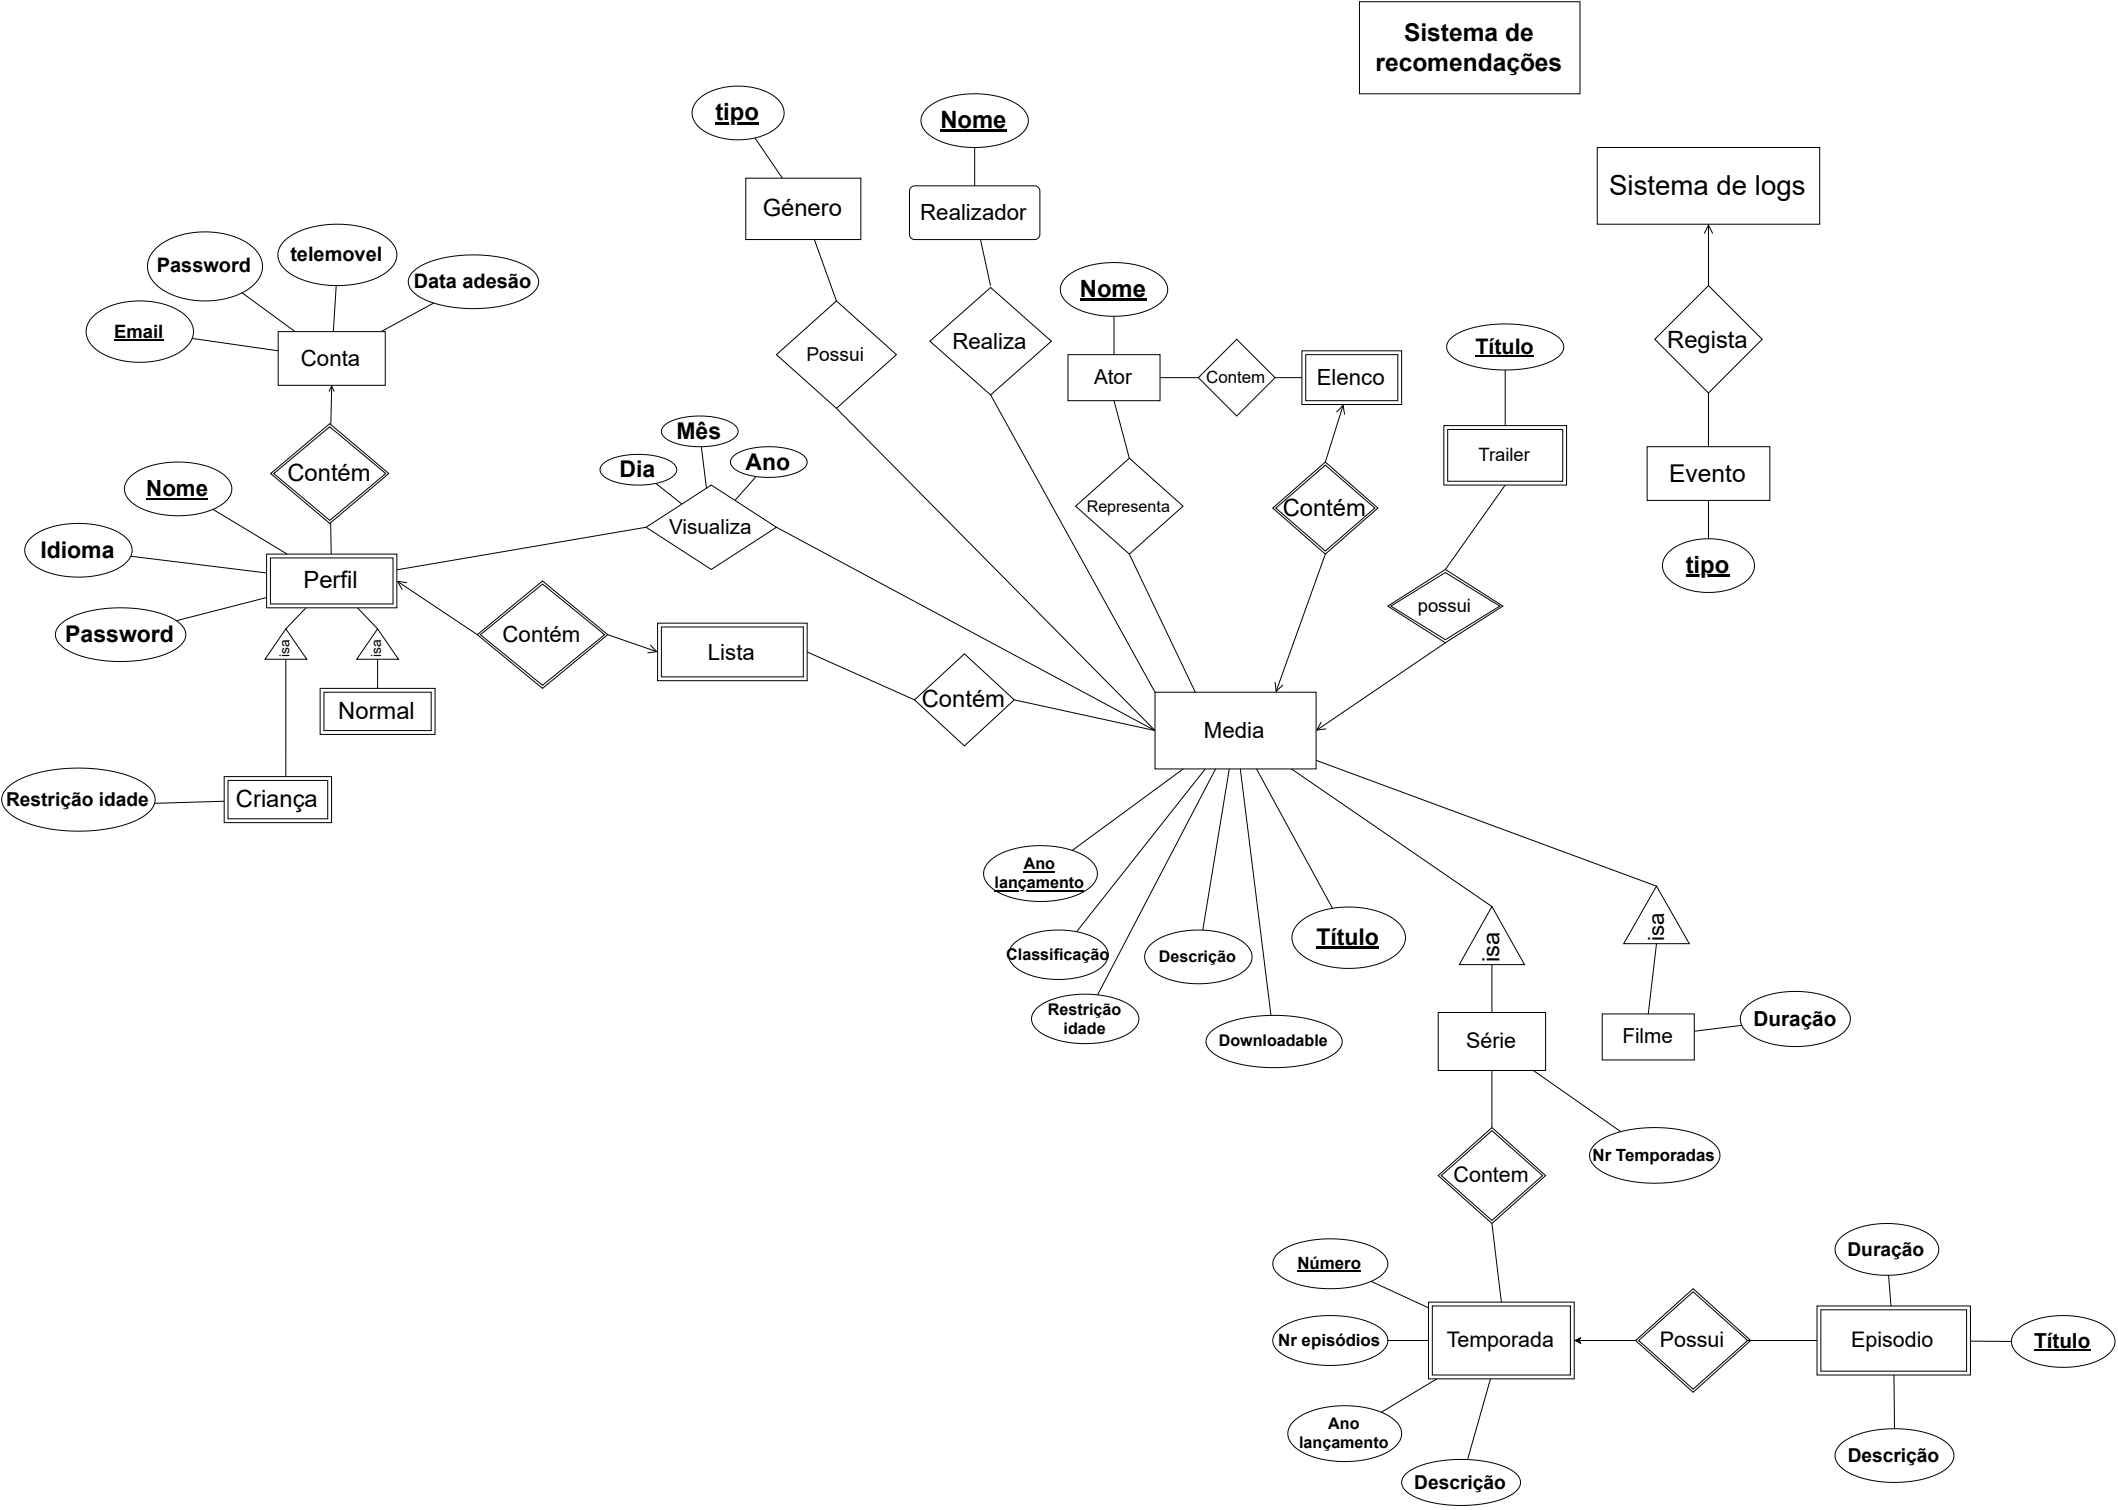 Sistema de
recomendações
tipo
Nome
Género
Realizador
Sistema de logs
Password
telemovel
Data adesão
Email
Conta
Possui
Realiza
Nome
Ator
Contem
Elenco
Título
Trailer
Regista
Evento
tipo
Contém
Mês
Dia
Ano
Visualiza
Representa
Contém
possui
Nome
Idioma
Perfil
Password
isa
isa
Contém
Lista
Contém
Media
Normal
Restrição idade
Criança
Ano
lançamento
Classificação
Restrição
idade
Descrição
Downloadable
Título
isa
isa
Série
Filme
Duração
Nr Temporadas
Contem
Número
Nr episódios
Ano
lançamento
Descrição
Temporada
Possui
Episodio
Duração
Título
Descrição